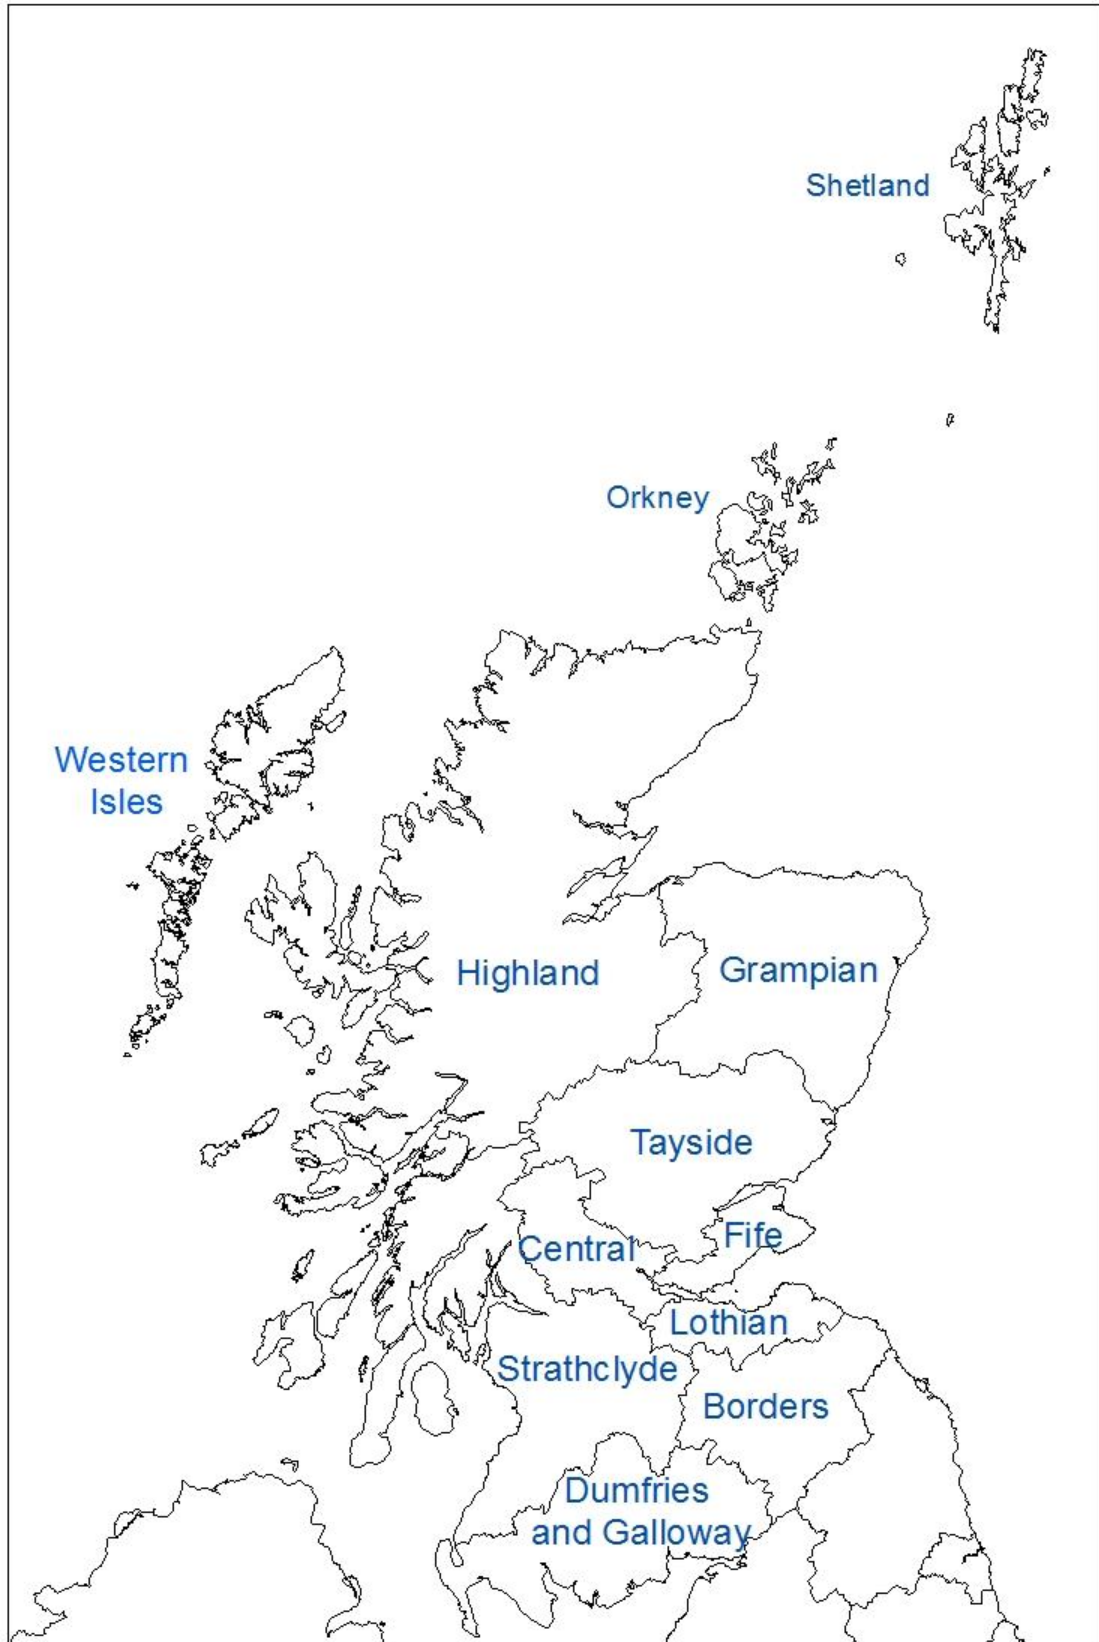 Shetland
Orkney
Western
Isles
Highland
Grampian
Tayside
Fife
Central
Lothian
Strathclyde
Borders
Dumfries
and Galloway